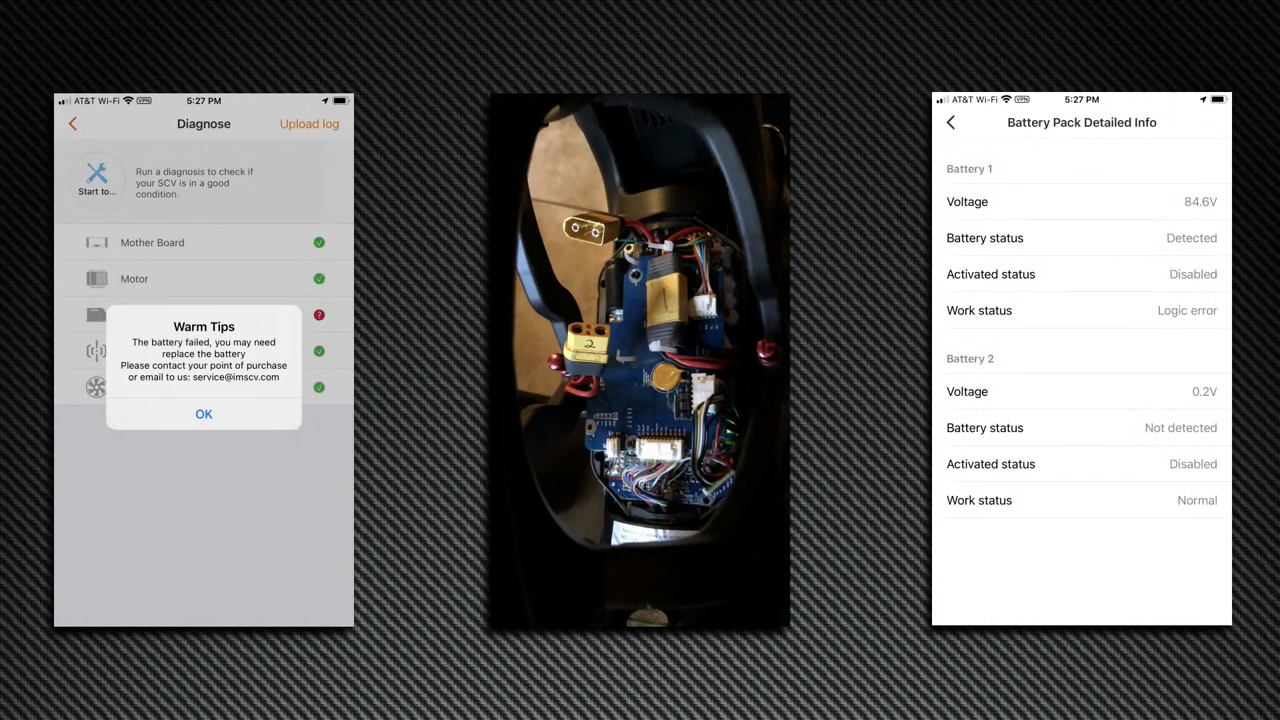 AT&T Wi-Fi VPN 5:27 PM
Diagnose Upload log
Start to...
Run a diagnosis to check if
your SCV is in a good
condition.
Mother Board
Motor
Warm Tips
The battery failed, you may need
replace the battery
Please contact your point of purchase
or email to us: service@imscv.com
OK
1
2
AT&T Wi-Fi VPN 5:27 PM
Battery Pack Detailed Info
Battery 1
Voltage 84.6V
Battery status Detected
Activated status Disabled
Work status Logic error
Battery 2
Voltage 0.2V
Battery status Not detected
Activated status Disabled
Work status Normal